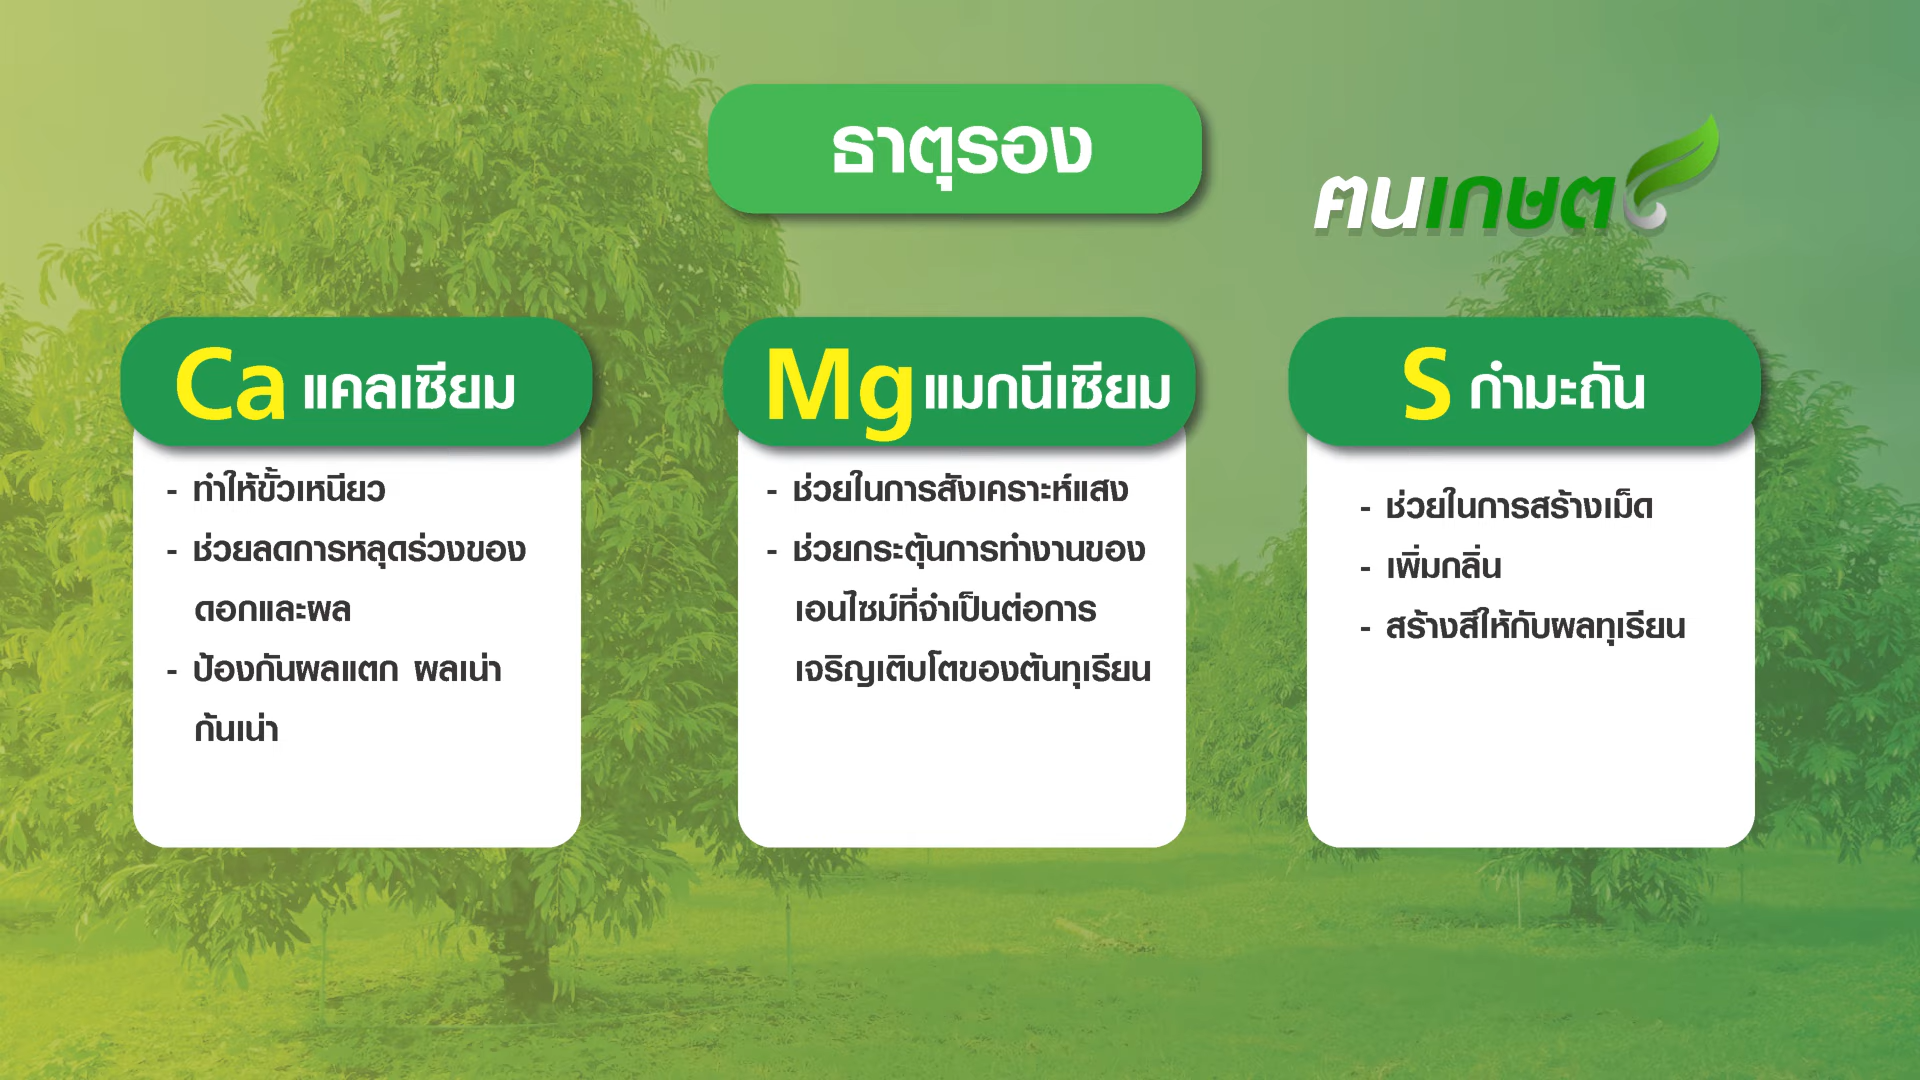 ธาตุรอง
ฅนเกษตร
Ca แคลเซียม
- ทำให้ขั้วเหนียว
- ช่วยลดการหลุดร่วงของ
ดอกและผล
- ป้องกันผลแตก ผลเน่า
ก้นเน่า
Mg แมกนีเซียม
- ช่วยในการสังเคราะห์แสง
- ช่วยกระตุ้นการทำงานของ
เอนไซม์ที่จำเป็นต่อการ
เจริญเติบโตของต้นทุเรียน
S กำมะถัน
- ช่วยในการสร้างเม็ด
- เพิ่มกลิ่น
- สร้างสีให้กับผลทุเรียน